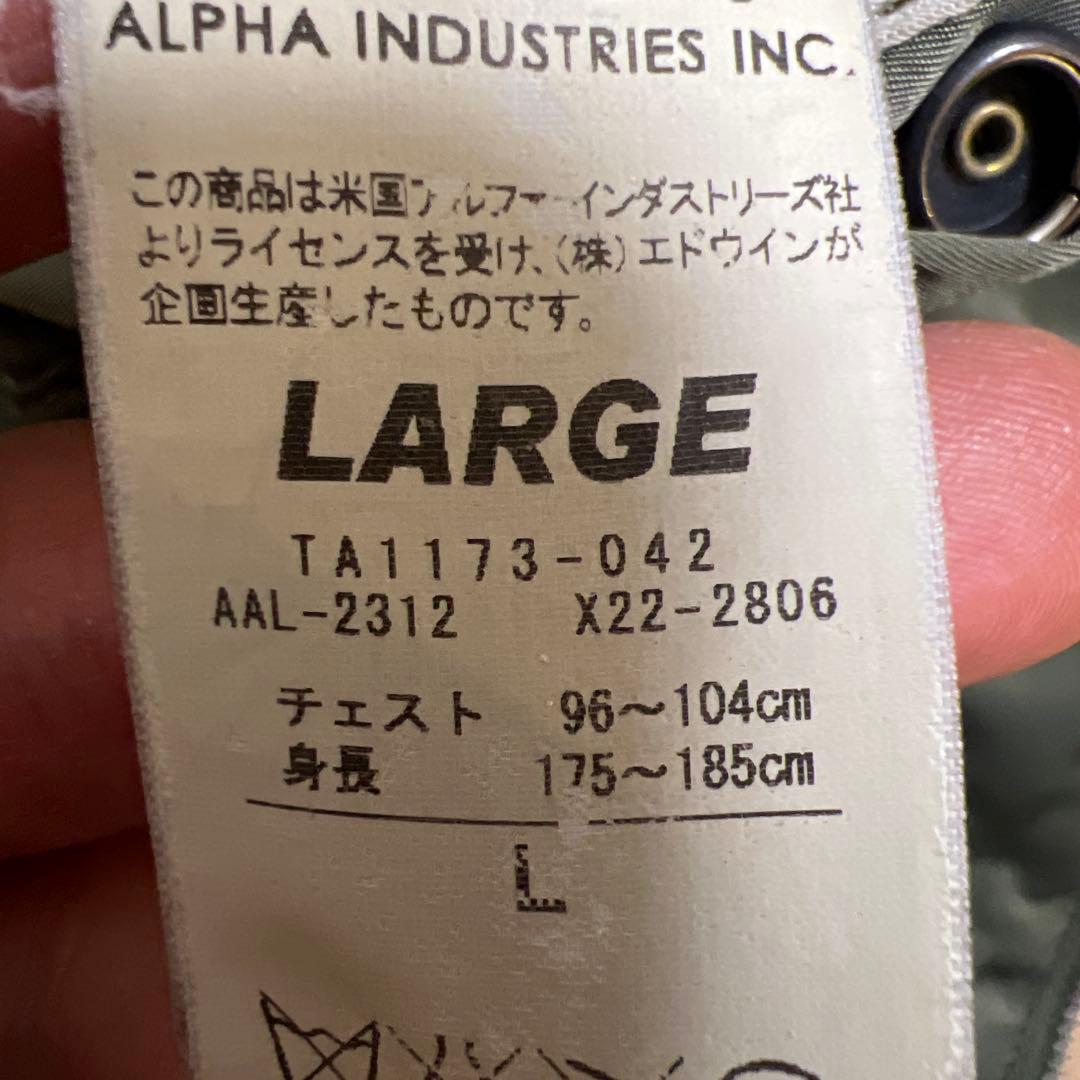 ALPHA INDUSTRIES INC.
この商品は米国アルファーインダストリーズ社
よりライセンスを受け、(株)エドウインが
企画生産したものです。
LARGE
TA1173-042
AAL-2312 X22-2806
チェスト 96～104cm
身長 175～185cm
L